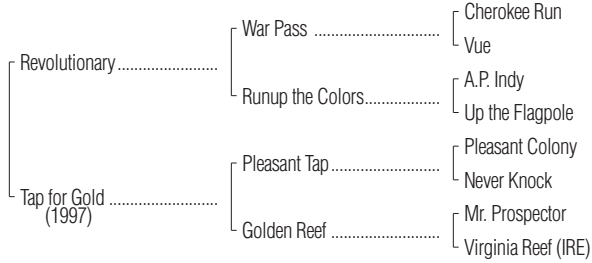 Cherokee Run
War Pass ........................
Vue
Revolutionary ........................
A.P. Indy
Runup the Colors..................
Up the Flagpole
Pleasant Colony
Pleasant Tap ........................
Never Knock
Tap for Gold ........................
(1997)
Mr. Prospector
Golden Reef ........................
Virginia Reef (IRE)